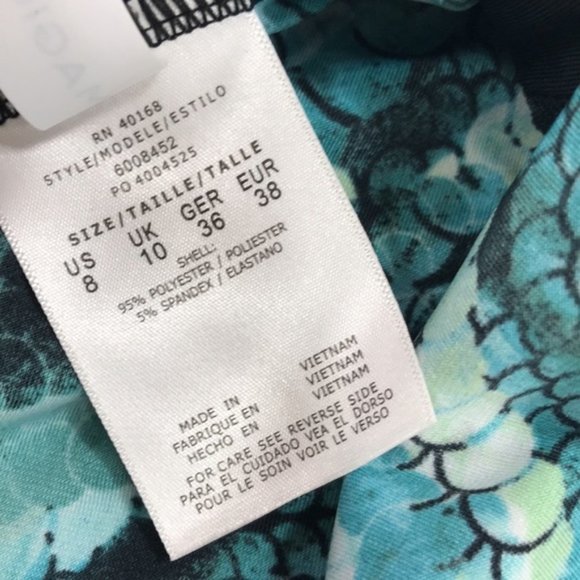 MAGI
RN 40168
STYLE/MODELE/ESTILO
6008452
PO 4004525
SIZE/TAILLE/TALLE
US UK GER EUR
8 10 36 38
SHELL:
95% POLYESTER / POLIESTER
5% SPANDEX / ELASTANO
MADE IN VIETNAM
FABRIQUE EN VIETNAM
HECHO EN VIETNAM
FOR CARE SEE REVERSE SIDE
PARA EL CUIDADO VEA EL DORSO
POUR LE SOIN VOIR LE VERSO